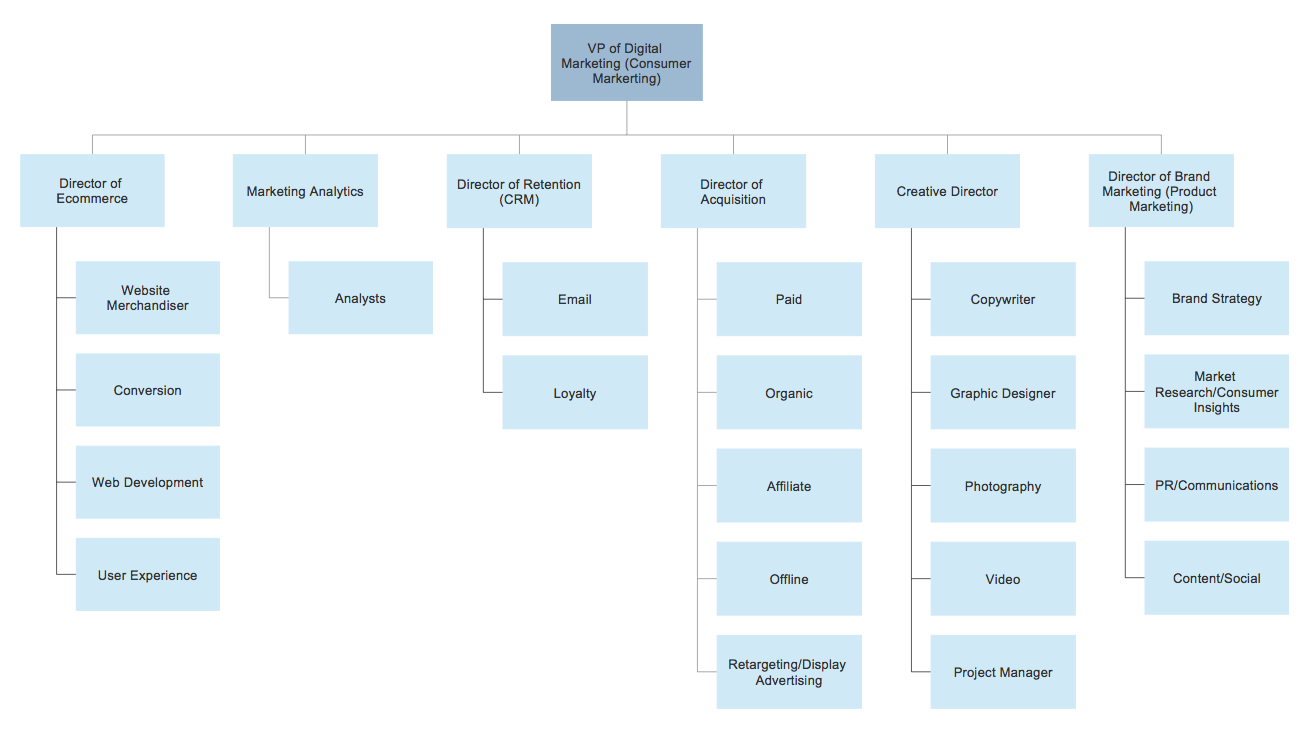 VP of Digital
Marketing (Consumer
Markerting)
Director of
Ecommerce
Marketing Analytics
Director of Retention
(CRM)
Director of
Acquisition
Creative Director
Director of Brand
Marketing (Product
Marketing)
Website
Merchandiser
Conversion
Web Development
User Experience
Analysts
Email
Loyalty
Paid
Organic
Affiliate
Offline
Retargeting/Display
Advertising
Copywriter
Graphic Designer
Photography
Video
Project Manager
Brand Strategy
Market
Research/Consumer
Insights
PR/Communications
Content/Social